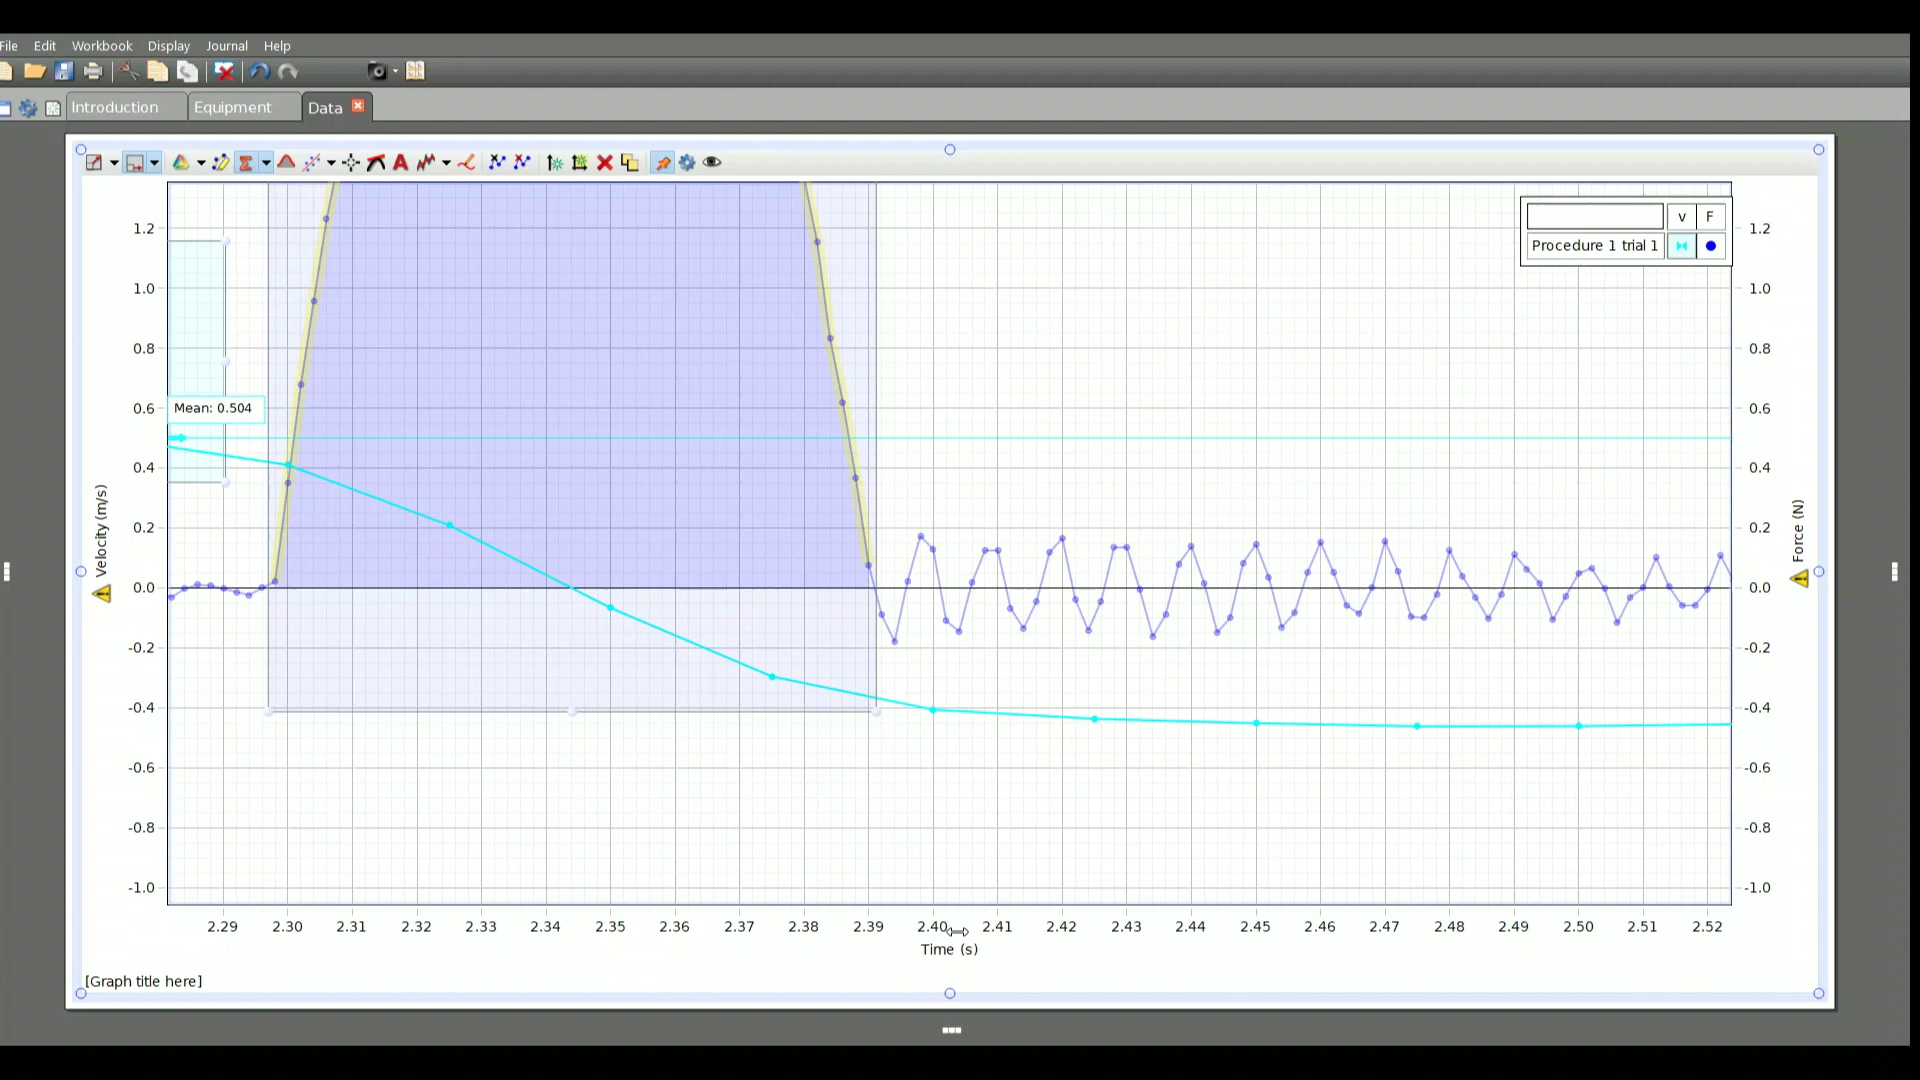 File Edit Workbook Display Journal Help
Introduction Equipment Data
v F
Procedure 1 trial 1
Mean: 0.504
1.2 1.2
1.0 1.0
0.8 0.8
0.6 0.6
0.4 0.4
0.2 0.2
0.0 0.0
-0.2 -0.2
-0.4 -0.4
-0.6 -0.6
-0.8 -0.8
-1.0 -1.0
Velocity (m/s)
Force (N)
2.29 2.30 2.31 2.32 2.33 2.34 2.35 2.36 2.37 2.38 2.39 2.40 2.41 2.42 2.43 2.44 2.45 2.46 2.47 2.48 2.49 2.50 2.51 2.52
Time (s)
[Graph title here]